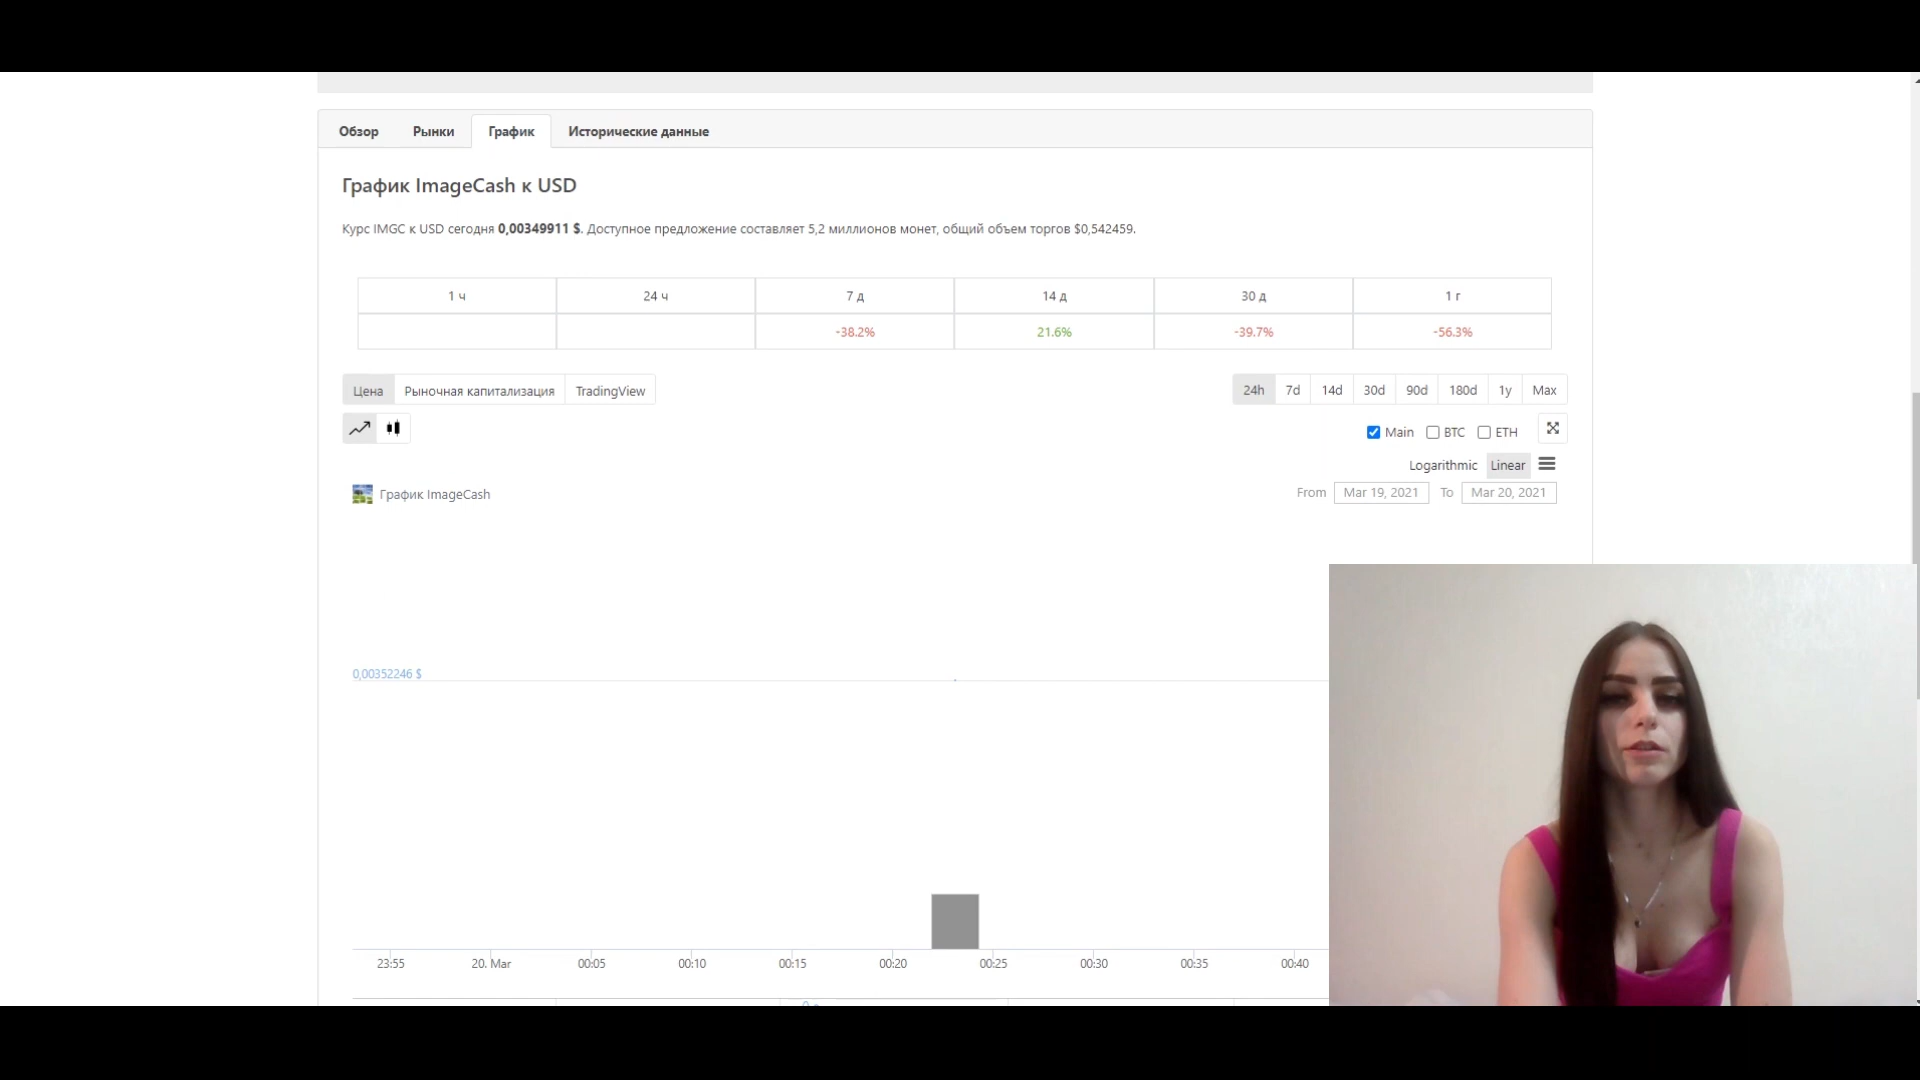 Обзор Рынки График Исторические данные
График ImageCash к USD
Курс IMGC к USD сегодня 0,00349911 $. Доступное предложение составляет 5,2 миллионов монет, общий объем торгов $0,542459.
1 ч 24 ч 7 д 14 д 30 д 1 г
-38.2% 21.6% -39.7% -56.3%
Цена Рыночная капитализация TradingView 24h 7d 14d 30d 90d 180d 1y Max
Main BTC ETH
Logarithmic Linear
График ImageCash From Mar 19, 2021 To Mar 20, 2021
0,00352246 $
23:55 20. Mar 00:05 00:10 00:15 00:20 00:25 00:30 00:35 00:40